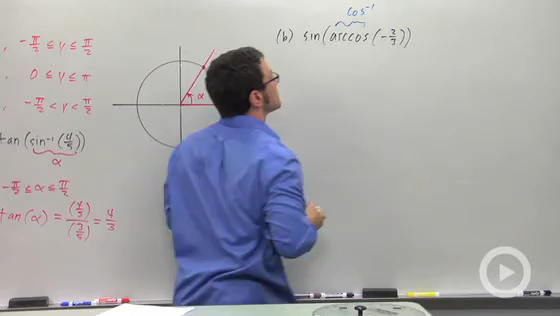 , -π/2 ≤ y ≤ π/2
, 0 ≤ y ≤ π
, -π/2 < y < π/2
tan(sin⁻¹(4/5))
α
-π/2 ≤ α ≤ π/2
tan(α) = (4/5)/(3/5) = 4/3
α
cos⁻¹
(b) sin(arccos(-2/3))